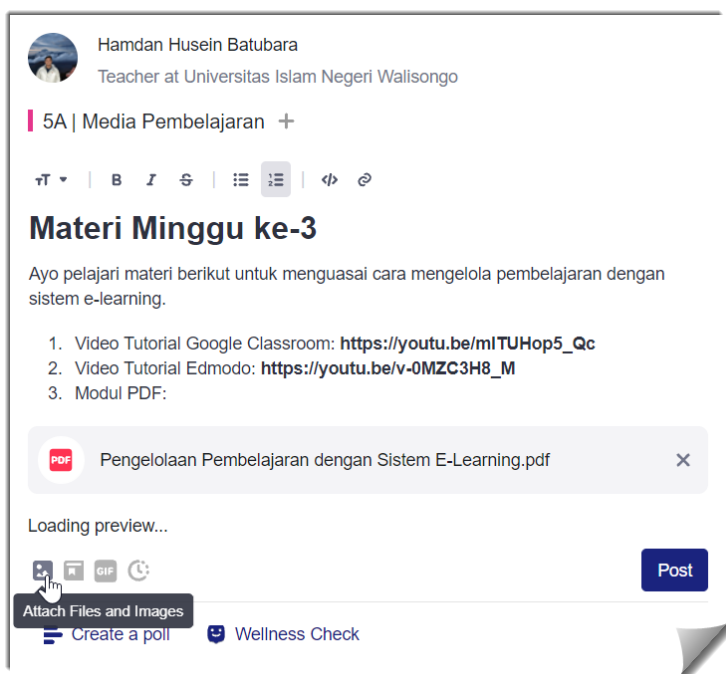 Hamdan Husein Batubara
Teacher at Universitas Islam Negeri Walisongo
5A | Media Pembelajaran +
TT B I S </>
Materi Minggu ke-3
Ayo pelajari materi berikut untuk menguasai cara mengelola pembelajaran dengan
sistem e-learning.
1. Video Tutorial Google Classroom: https://youtu.be/mITUHop5_Qc
2. Video Tutorial Edmodo: https://youtu.be/v-0MZC3H8_M
3. Modul PDF:
PDF Pengelolaan Pembelajaran dengan Sistem E-Learning.pdf
Loading preview...
GIF
Post
Attach Files and Images
Create a poll Wellness Check